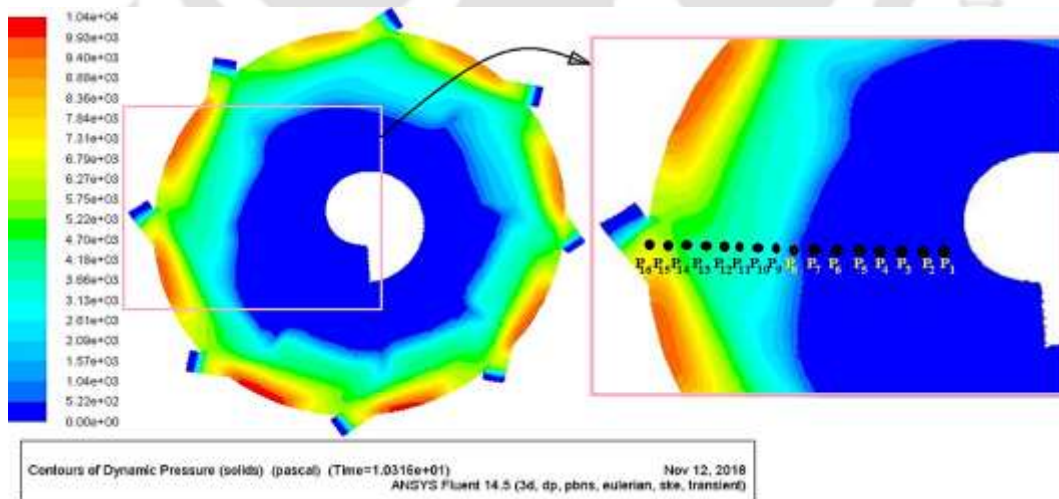 1.04e+04
9.93e+03
9.40e+03
8.88e+03
8.36e+03
7.84e+03
7.31e+03
6.79e+03
6.27e+03
5.75e+03
5.22e+03
4.70e+03
4.18e+03
3.66e+03
3.13e+03
2.61e+03
2.09e+03
1.57e+03
1.04e+03
5.22e+02
0.00e+00
P16 P15 P14 P13 P12 P11 P10 P9 P8 P7 P6 P5 P4 P3 P2 P1
Contours of Dynamic Pressure (solids) (pascal) (Time=1.0316e+01) Nov 12, 2018
ANSYS Fluent 14.5 (3d, dp, pbns, eulerian, ske, transient)